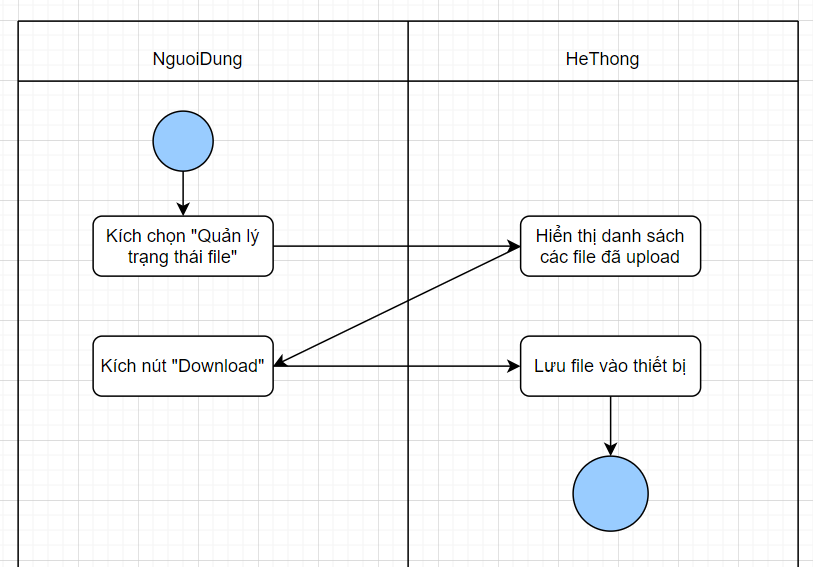 NguoiDung
HeThong
Kích chọn "Quản lý
trạng thái file"
Hiển thị danh sách
các file đã upload
Kích nút "Download"
Lưu file vào thiết bị